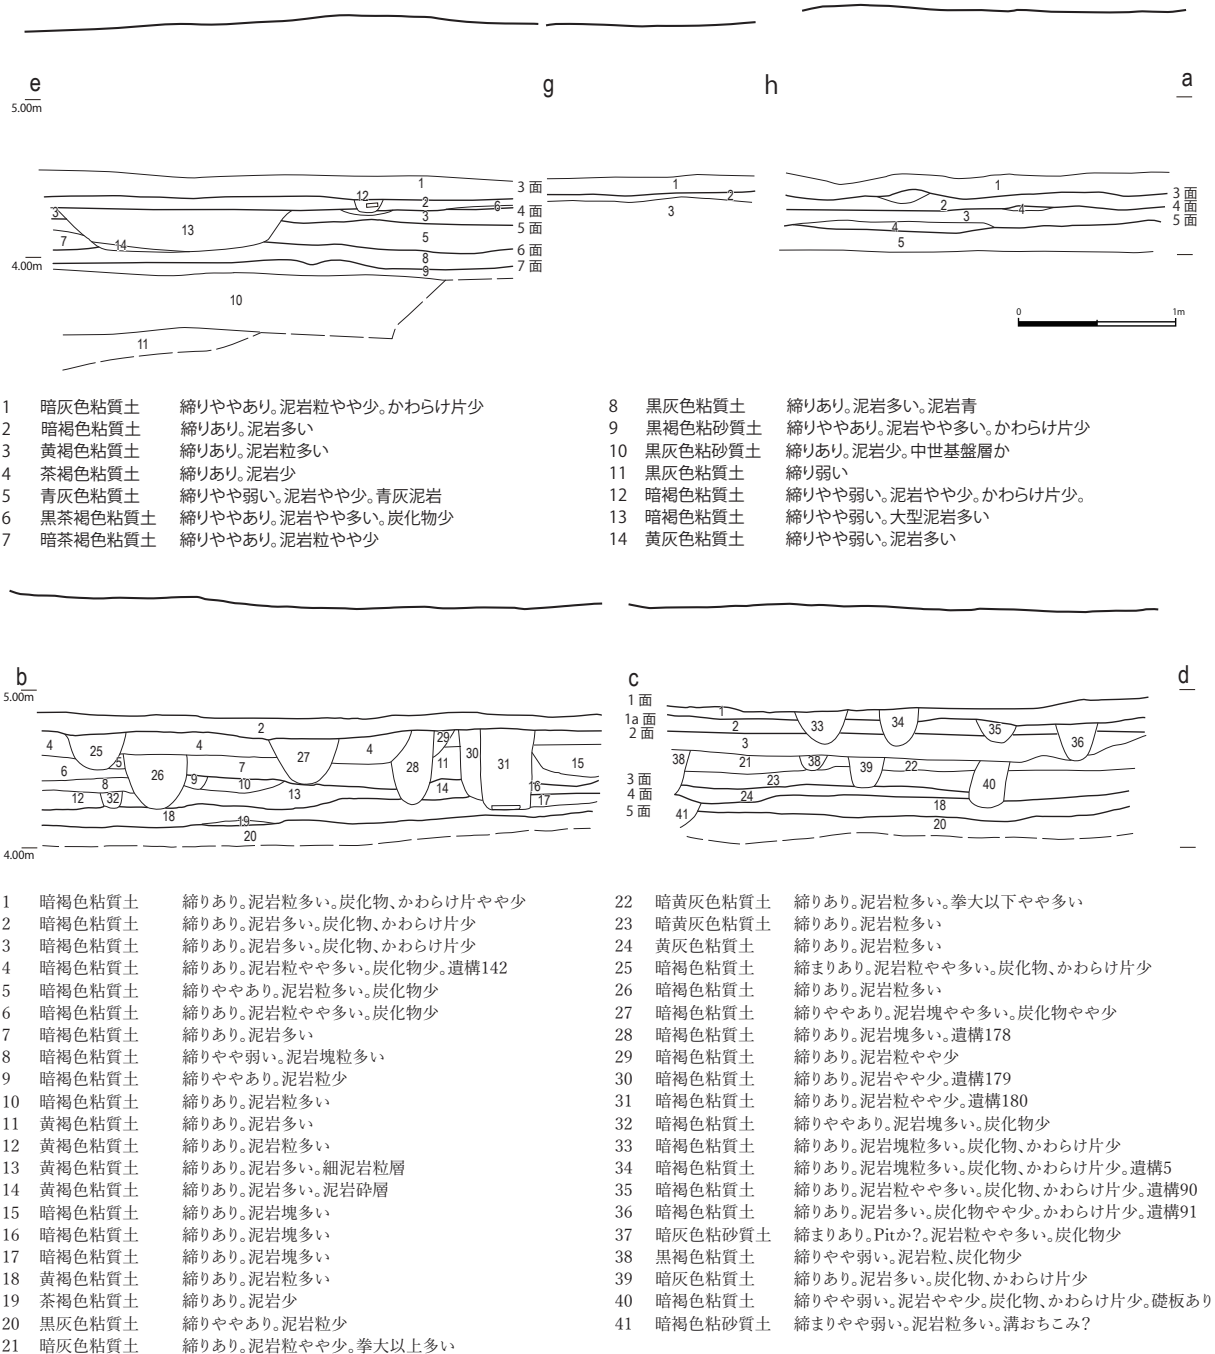 e
g
h
a
5.00m
1
3 面
12
2
6
4 面
3
3
5 面
13
7
14
5
6 面
8
4.00m
9
7 面
10
11
1
2
3
1
3 面
2
4
4 面
3
5 面
4
5
0
1m
1 暗灰色粘質土 締りややあり。泥岩粒やや少。かわらけ片少
2 暗褐色粘質土 締りあり。泥岩多い
3 黄褐色粘質土 締りあり。泥岩粒多い
4 茶褐色粘質土 締りあり。泥岩少
5 青灰色粘質土 締りやや弱い。泥岩やや少。青灰泥岩
6 黒茶褐色粘質土 締りややあり。泥岩やや多い。炭化物少
7 暗茶褐色粘質土 締りややあり。泥岩粒やや少
8 黒灰色粘質土 締りあり。泥岩多い。泥岩青
9 黒褐色粘砂質土 締りややあり。泥岩やや多い。かわらけ片少
10 黒灰色粘砂質土 締りあり。泥岩少。中世基盤層か
11 黒灰色粘質土 締り弱い
12 暗褐色粘質土 締りやや弱い。泥岩やや少。かわらけ片少。
13 暗褐色粘質土 締りやや弱い。大型泥岩多い
14 黄灰色粘質土 締りやや弱い。泥岩多い
b
c
d
5.00m
2
4
25
5
4
27
4
29
28
11
30
31
15
6
26
7
9
10
8
12
32
13
14
16
17
18
19
20
4.00m
1 面
1
1a 面
2
2 面
33
34
35
36
3
38
21
38
39
22
40
3 面
23
4 面
24
18
5 面
41
20
1 暗褐色粘質土 締りあり。泥岩粒多い。炭化物、かわらけ片やや少
2 暗褐色粘質土 締りあり。泥岩多い。炭化物、かわらけ片少
3 暗褐色粘質土 締りあり。泥岩多い。炭化物、かわらけ片少
4 暗褐色粘質土 締りあり。泥岩粒やや多い。炭化物少。遺構142
5 暗褐色粘質土 締りややあり。泥岩粒多い。炭化物少
6 暗褐色粘質土 締りあり。泥岩粒やや多い。炭化物少
7 暗褐色粘質土 締りあり。泥岩多い
8 暗褐色粘質土 締りやや弱い。泥岩塊粒多い
9 暗褐色粘質土 締りややあり。泥岩粒少
10 暗褐色粘質土 締りあり。泥岩粒多い
11 黄褐色粘質土 締りあり。泥岩多い
12 黄褐色粘質土 締りあり。泥岩粒多い
13 黄褐色粘質土 締りあり。泥岩多い。細泥岩粒層
14 黄褐色粘質土 締りあり。泥岩多い。泥岩砕層
15 暗褐色粘質土 締りあり。泥岩塊多い
16 暗褐色粘質土 締りあり。泥岩塊多い
17 暗褐色粘質土 締りあり。泥岩塊多い
18 黄褐色粘質土 締りあり。泥岩粒多い
19 茶褐色粘質土 締りあり。泥岩少
20 黒灰色粘質土 締りややあり。泥岩粒少
21 暗灰色粘質土 締りあり。泥岩粒やや少。拳大以上多い
22 暗黄灰色粘質土 締りあり。泥岩粒多い。拳大以下やや多い
23 暗黄灰色粘質土 締りあり。泥岩粒多い
24 黄灰色粘質土 締りあり。泥岩粒多い
25 暗褐色粘質土 締まりあり。泥岩粒やや多い。炭化物、かわらけ片少
26 暗褐色粘質土 締りあり。泥岩粒多い
27 暗褐色粘質土 締りややあり。泥岩塊やや多い。炭化物やや少
28 暗褐色粘質土 締りあり。泥岩塊多い。遺構178
29 暗褐色粘質土 締りあり。泥岩粒やや少
30 暗褐色粘質土 締りあり。泥岩やや少。遺構179
31 暗褐色粘質土 締りあり。泥岩粒やや少。遺構180
32 暗褐色粘質土 締りややあり。泥岩塊多い。炭化物少
33 暗褐色粘質土 締りあり。泥岩塊粒多い。炭化物、かわらけ片少
34 暗褐色粘質土 締りあり。泥岩塊粒多い。炭化物、かわらけ片少。遺構5
35 暗褐色粘質土 締りあり。泥岩粒やや多い。炭化物、かわらけ片少。遺構90
36 暗褐色粘質土 締りあり。泥岩多い。炭化物やや少。かわらけ片少。遺構91
37 暗灰色粘砂質土 締まりあり。Pitか?。泥岩粒やや多い。炭化物少
38 黒褐色粘質土 締りやや弱い。泥岩粒、炭化物少
39 暗灰色粘質土 締りあり。泥岩多い。炭化物、かわらけ片少
40 暗褐色粘質土 締りやや弱い。泥岩やや少。炭化物、かわらけ片少。礎板あり
41 暗褐色粘砂質土 締まりやや弱い。泥岩粒多い。溝おちこみ?